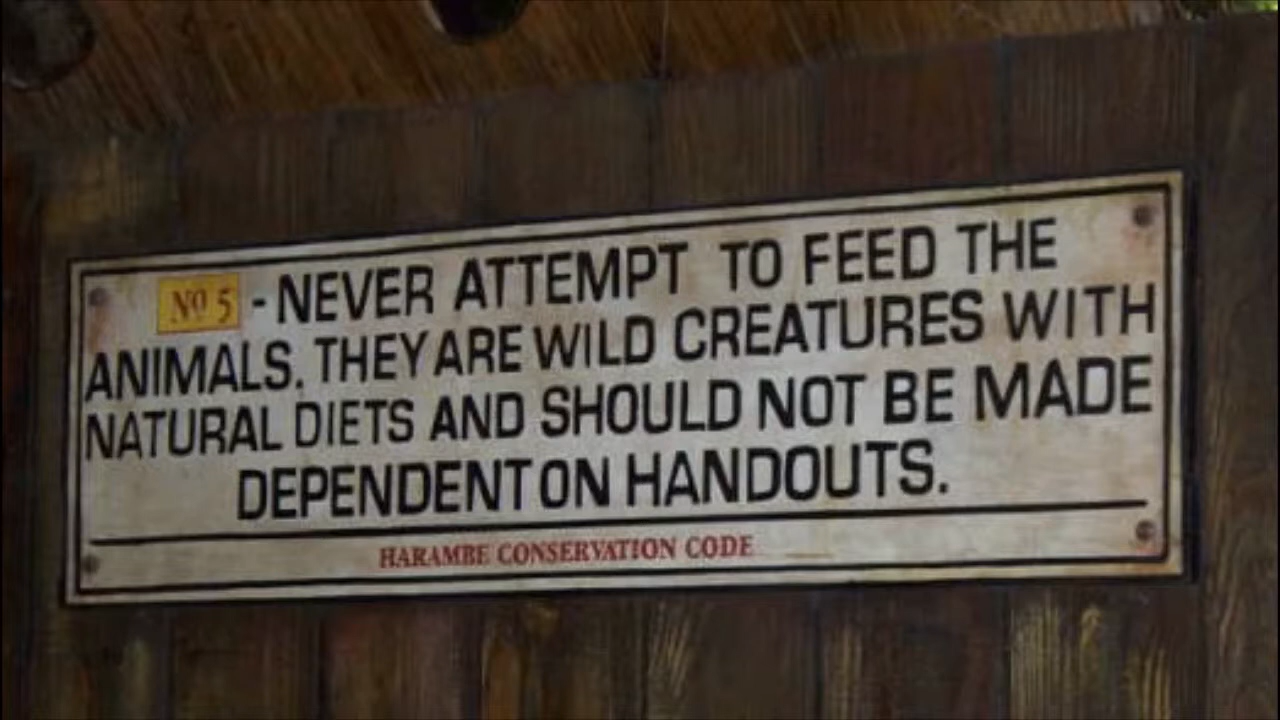 Nº 5 - NEVER ATTEMPT TO FEED THE
ANIMALS. THEY ARE WILD CREATURES WITH
NATURAL DIETS AND SHOULD NOT BE MADE
DEPENDENT ON HANDOUTS.
HARAMBE CONSERVATION CODE